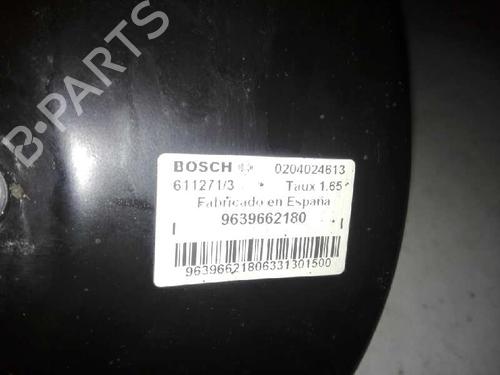 B-PARTS
BOSCH 0204024613
611271/3 * Taux 1.65*
Fabricado en España
9639662180
96396621806331301500